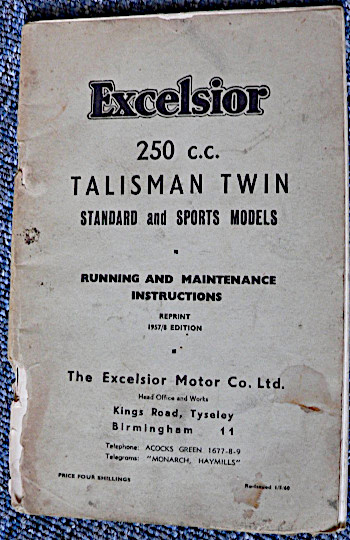 Excelsior
250 c.c.
TALISMAN TWIN
STANDARD and SPORTS MODELS
RUNNING AND MAINTENANCE
INSTRUCTIONS
REPRINT
1957/8 EDITION
The Excelsior Motor Co. Ltd.
Head Office and Works
Kings Road, Tyseley
Birmingham 11
Telephone: ACOCKS GREEN 1677-8-9
Telegrams: "MONARCH, HAYMILLS"
PRICE FOUR SHILLINGS